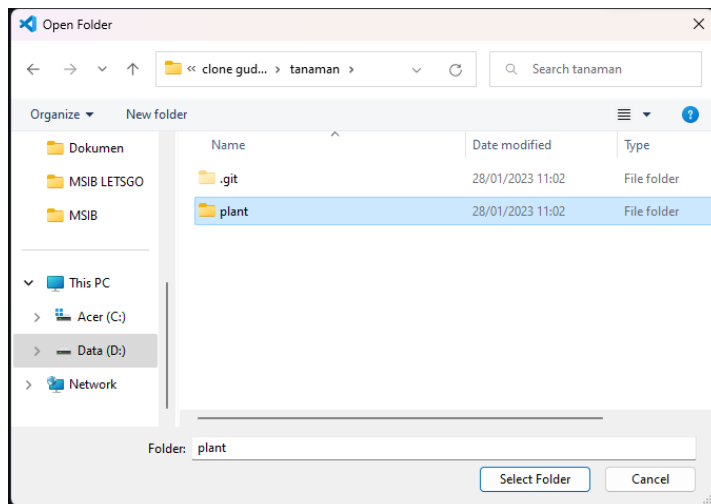 Open Folder
« clone gud... › tanaman ›
Search tanaman
Organize
New folder
Dokumen
MSIB LETSGO
MSIB
This PC
Acer (C:)
Data (D:)
Network
Name
Date modified
Type
.git
28/01/2023 11:02
File folder
plant
28/01/2023 11:02
File folder
Folder: plant
Select Folder
Cancel